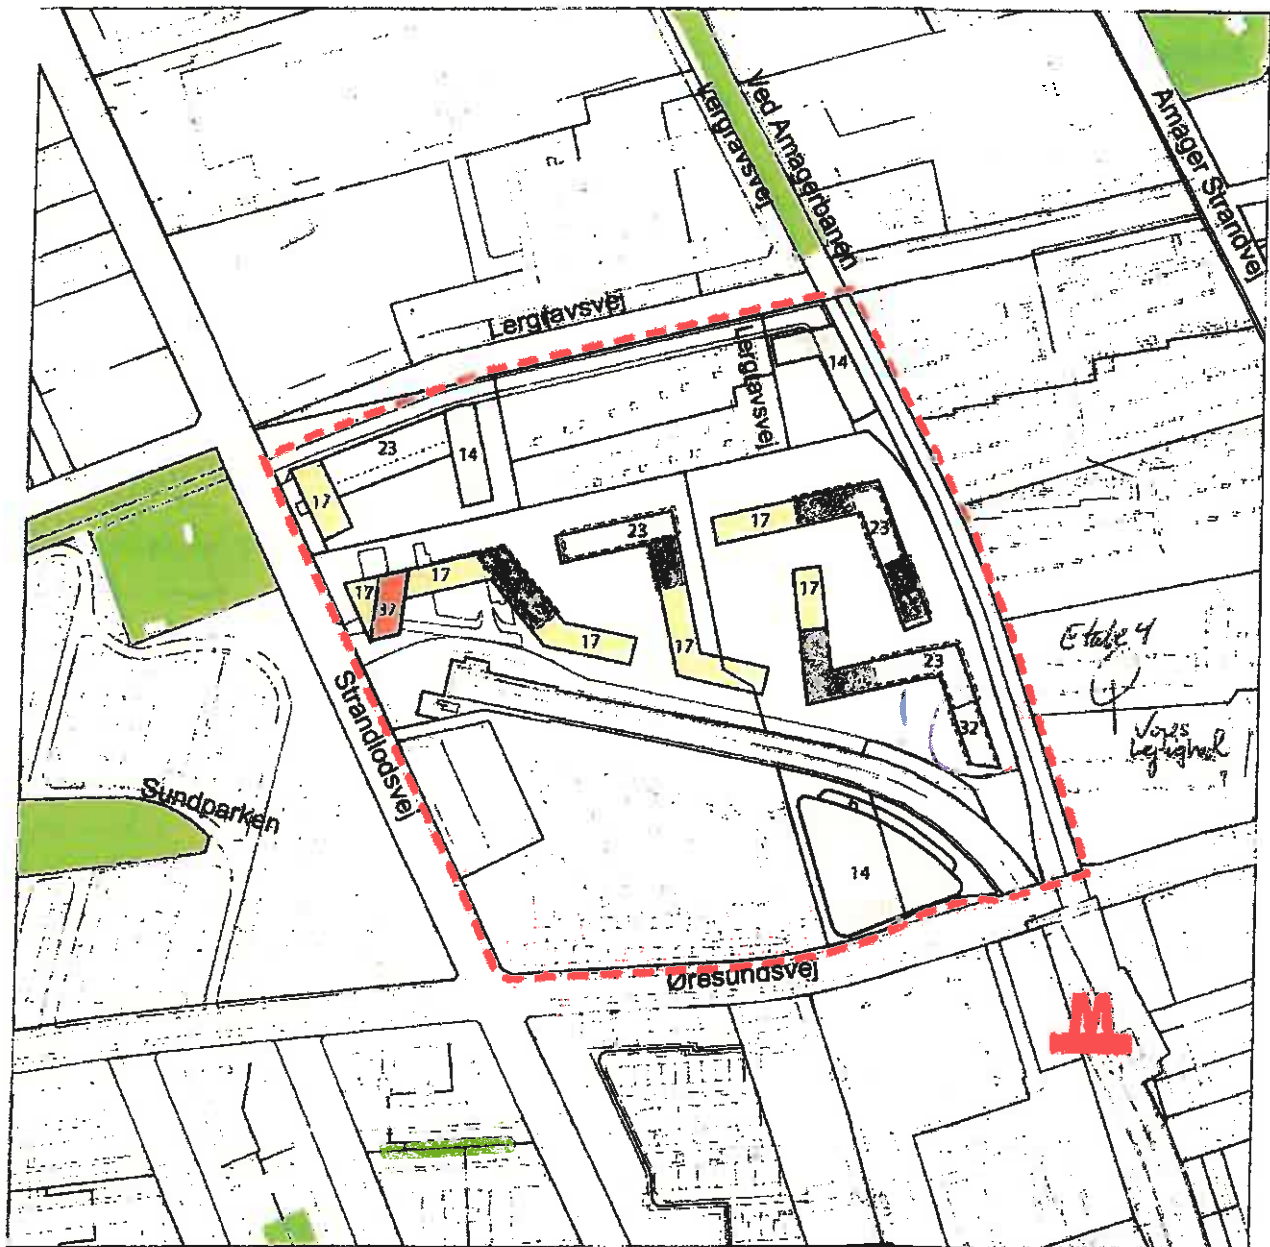 Ved Amagerbanen
Lergravsvej
Amager Strandvej
Lergravsvej
Lergravsvej
14
23
14
17
23
17
23
17
17
37
17
17
17
23
32
Etage 4
Vores
Strandlodsvej
Sundparken
14
Øresundsvej
M